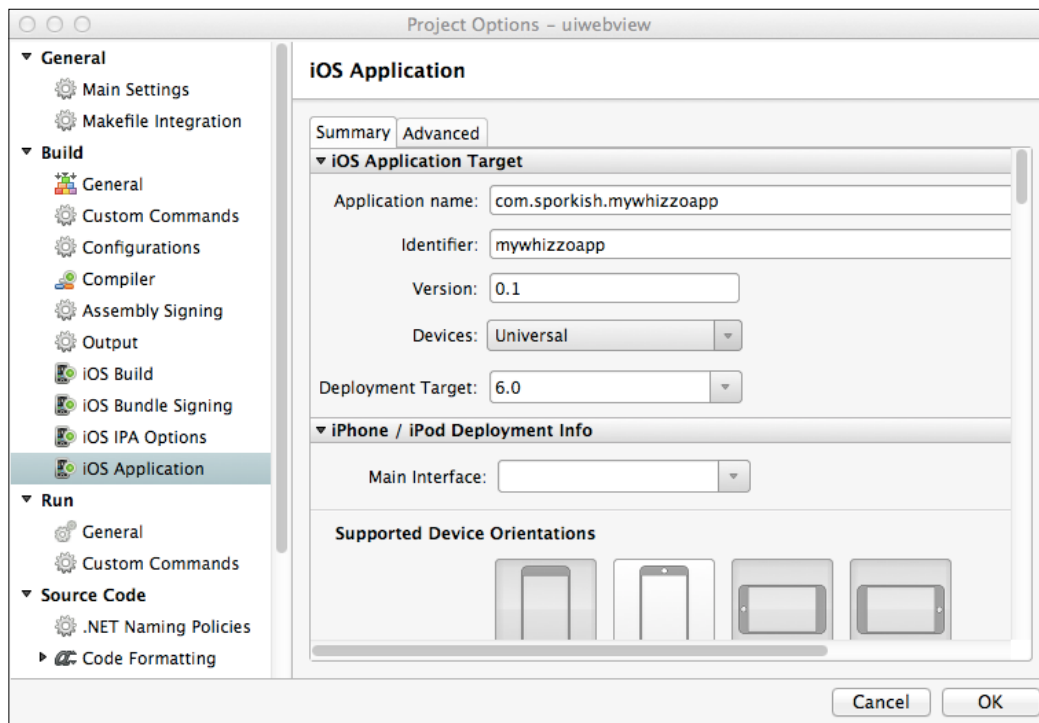 Project Options – uiwebview
General
Main Settings
Makefile Integration
Build
General
Custom Commands
Configurations
Compiler
Assembly Signing
Output
iOS Build
iOS Bundle Signing
iOS IPA Options
iOS Application
Run
General
Custom Commands
Source Code
.NET Naming Policies
Code Formatting
iOS Application
Summary Advanced
iOS Application Target
Application name: com.sporkish.mywhizzoapp
Identifier: mywhizzoapp
Version: 0.1
Devices: Universal
Deployment Target: 6.0
iPhone / iPod Deployment Info
Main Interface:
Supported Device Orientations
Cancel OK